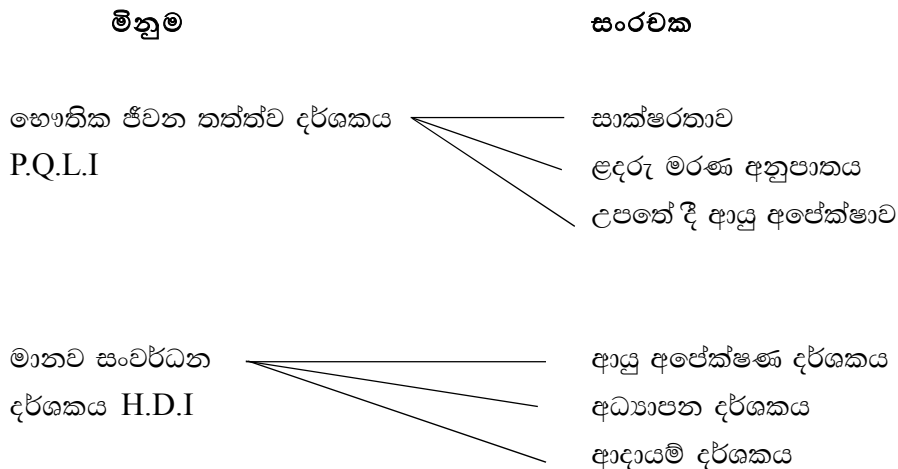 මිනුම සංරචක
භෞතික ජීවන තත්ත්ව දර්ශකය සාක්ෂරතාව
P.Q.L.I ළදරු මරණ අනුපාතය
උපතේ දී ආයු අපේක්ෂාව
මානව සංවර්ධන ආයු අපේක්ෂණ දර්ශකය
දර්ශකය H.D.I අධ්‍යාපන දර්ශකය
ආදායම් දර්ශකය